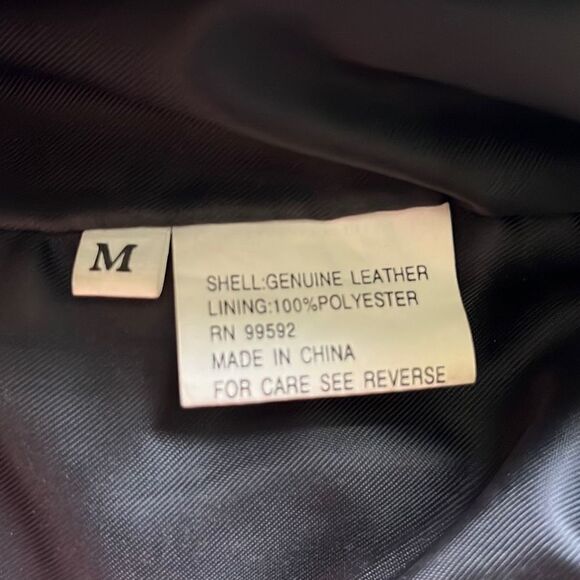 M
SHELL:GENUINE LEATHER
LINING:100%POLYESTER
RN 99592
MADE IN CHINA
FOR CARE SEE REVERSE